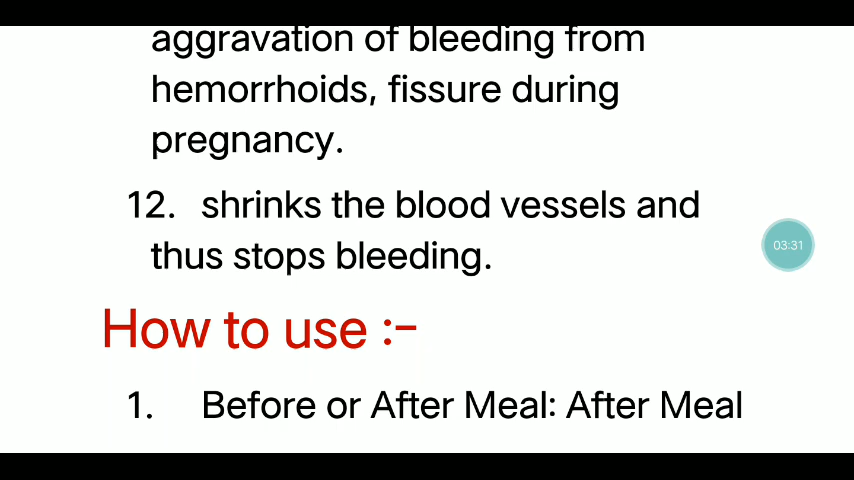 aggravation of bleeding from
hemorrhoids, fissure during
pregnancy.
12. shrinks the blood vessels and
thus stops bleeding.
03:31
How to use :-
1. Before or After Meal: After Meal